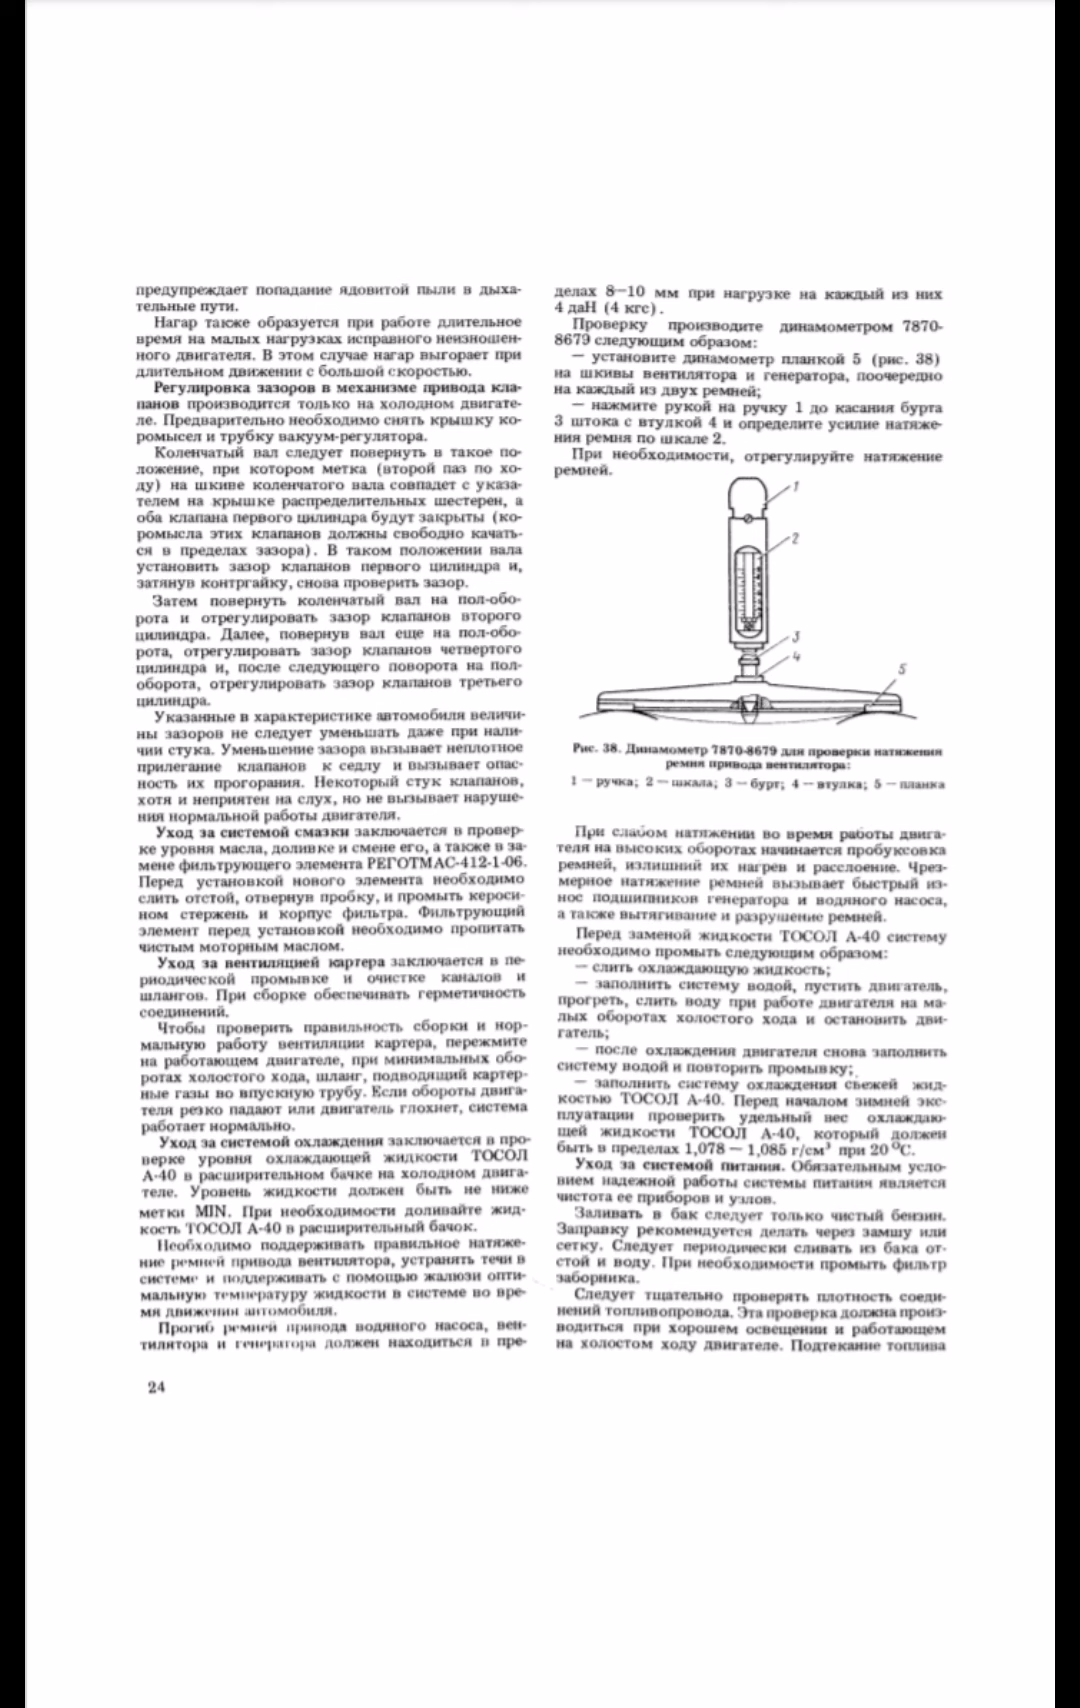 предупреждает попадание ядовитой пыли в дыха-
тельные пути.
Нагар также образуется при работе длительное
время на малых нагрузках исправного неизношен-
ного двигателя. В этом случае нагар выгорает при
длительном движении с большой скоростью.
Регулировка зазоров в механизме привода кла-
панов производится только на холодном двигате-
ле. Предварительно необходимо снять крышку ко-
ромысел и трубку вакуум-регулятора.
Коленчатый вал следует повернуть в такое по-
ложение, при котором метка (второй паз по хо-
ду) на шкиве коленчатого вала совпадет с указа-
телем на крышке распределительных шестерен, а
оба клапана первого цилиндра будут закрыты (ко-
ромысла этих клапанов должны свободно качать-
ся в пределах зазора). В таком положении вала
установить зазор клапанов первого цилиндра и,
затянув контргайку, снова проверить зазор.
Затем повернуть коленчатый вал на пол-обо-
рота и отрегулировать зазор клапанов второго
цилиндра. Далее, повернув вал еще на пол-обо-
рота, отрегулировать зазор клапанов четвертого
цилиндра и, после следующего поворота на пол-
оборота, отрегулировать зазор клапанов третьего
цилиндра.
Указанные в характеристике автомобиля величи-
ны зазоров не следует уменьшать даже при нали-
чии стука. Уменьшение зазора вызывает неплотное
прилегание клапанов к седлу и вызывает опас-
ность их прогорания. Некоторый стук клапанов,
хотя и неприятен на слух, но не вызывает наруше-
ния нормальной работы двигателя.
Уход за системой смазки заключается в провер-
ке уровня масла, доливке и смене его, а также в за-
мене фильтрующего элемента РЕГОТМАС-412-1-06.
Перед установкой нового элемента необходимо
слить отстой, отвернув пробку, и промыть кероси-
ном стержень и корпус фильтра. Фильтрующий
элемент перед установкой необходимо пропитать
чистым моторным маслом.
Уход за вентиляцией картера заключается в пе-
риодической промывке и очистке каналов и
шлангов. При сборке обеспечивать герметичность
соединений.
Чтобы проверить правильность сборки и нор-
мальную работу вентиляции картера, пережмите
на работающем двигателе, при минимальных обо-
ротах холостого хода, шланг, подводящий картер-
ные газы во впускную трубу. Если обороты двига-
теля резко падают или двигатель глохнет, система
работает нормально.
Уход за системой охлаждения заключается в про-
верке уровня охлаждающей жидкости ТОСОЛ
А-40 в расширительном бачке на холодном двига-
теле. Уровень жидкости должен быть не ниже
метки MIN. При необходимости доливайте жид-
кость ТОСОЛ А-40 в расширительный бачок.
Необходимо поддерживать правильное натяже-
ние ремней привода вентилятора, устранять течи в
системе и поддерживать с помощью жалюзи опти-
мальную температуру жидкости в системе во вре-
мя движения автомобиля.
Прогиб ремней привода водяного насоса, вен-
тилятора и генератора должен находиться в пре-
24
делах 8—10 мм при нагрузке на каждый из них
4 даН (4 кгс).
Проверку производите динамометром 7870-
8679 следующим образом:
— установите динамометр планкой 5 (рис. 38)
на шкивы вентилятора и генератора, поочередно
на каждый из двух ремней;
— нажмите рукой на ручку 1 до касания бурта
3 штока с втулкой 4 и определите усилие натяже-
ния ремня по шкале 2.
При необходимости, отрегулируйте натяжение
ремней.
1
2
3
4
5
Рис. 38. Динамометр 7870-8679 для проверки натяжения
ремня привода вентилятора:
1 — ручка; 2 — шкала; 3 — бурт; 4 — втулка; 5 — планка
При слабом натяжении во время работы двига-
теля на высоких оборотах начинается пробуксовка
ремней, излишний их нагрев и расслоение. Чрез-
мерное натяжение ремней вызывает быстрый из-
нос подшипников генератора и водяного насоса,
а также вытягивание и разрушение ремней.
Перед заменой жидкости ТОСОЛ А-40 систему
необходимо промыть следующим образом:
— слить охлаждающую жидкость;
— заполнить систему водой, пустить двигатель,
прогреть, слить воду при работе двигателя на ма-
лых оборотах холостого хода и остановить дви-
гатель;
— после охлаждения двигателя снова заполнить
систему водой и повторить промывку;
— заполнить систему охлаждения свежей жид-
костью ТОСОЛ А-40. Перед началом зимней экс-
плуатации проверить удельный вес охлаждаю-
щей жидкости ТОСОЛ А-40, который должен
быть в пределах 1,078 — 1,085 г/см³ при 20 °С.
Уход за системой питания. Обязательным усло-
вием надежной работы системы питания является
чистота ее приборов и узлов.
Заливать в бак следует только чистый бензин.
Заправку рекомендуется делать через замшу или
сетку. Следует периодически сливать из бака от-
стой и воду. При необходимости промыть фильтр
заборника.
Следует тщательно проверять плотность соеди-
нений топливопровода. Эта проверка должна произ-
водиться при хорошем освещении и работающем
на холостом ходу двигателе. Подтекание топлива